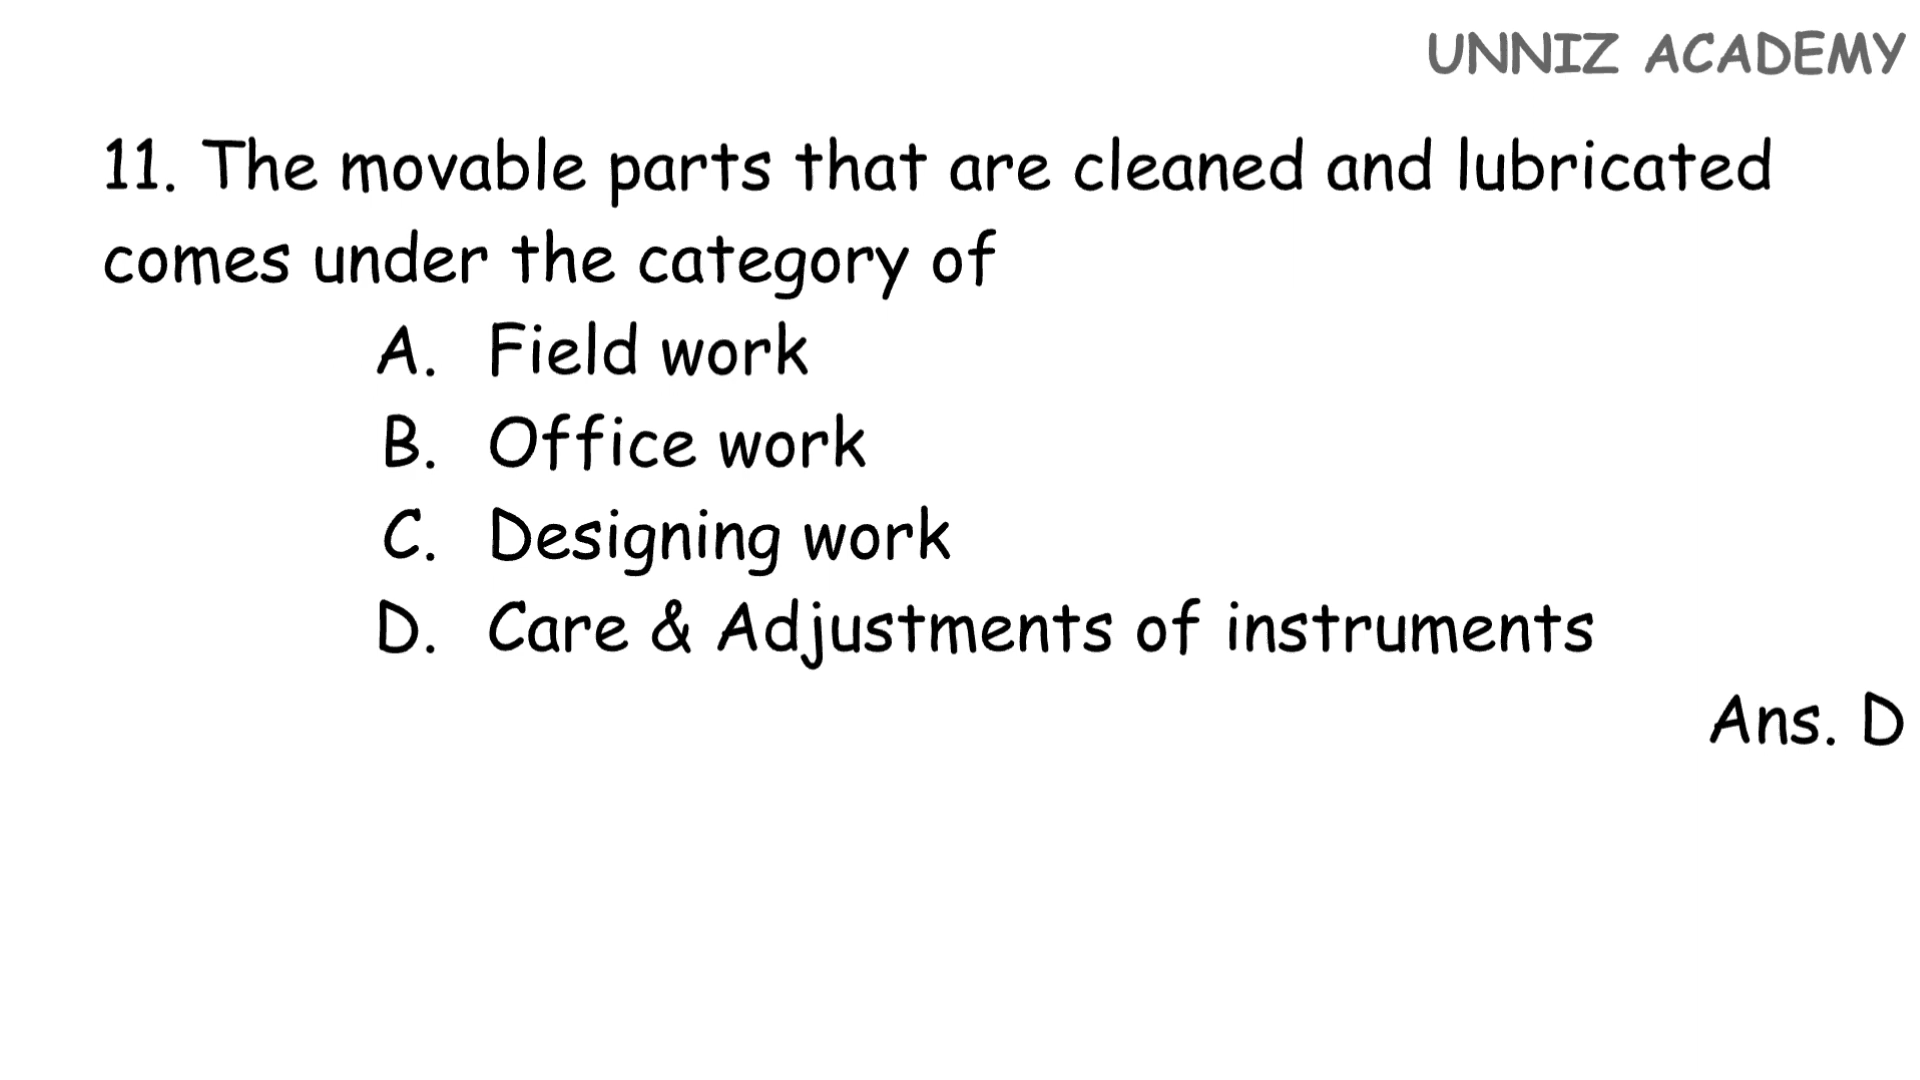 UNNIZ ACADEMY
11. The movable parts that are cleaned and lubricated
comes under the category of
A. Field work
B. Office work
C. Designing work
D. Care & Adjustments of instruments
Ans. D